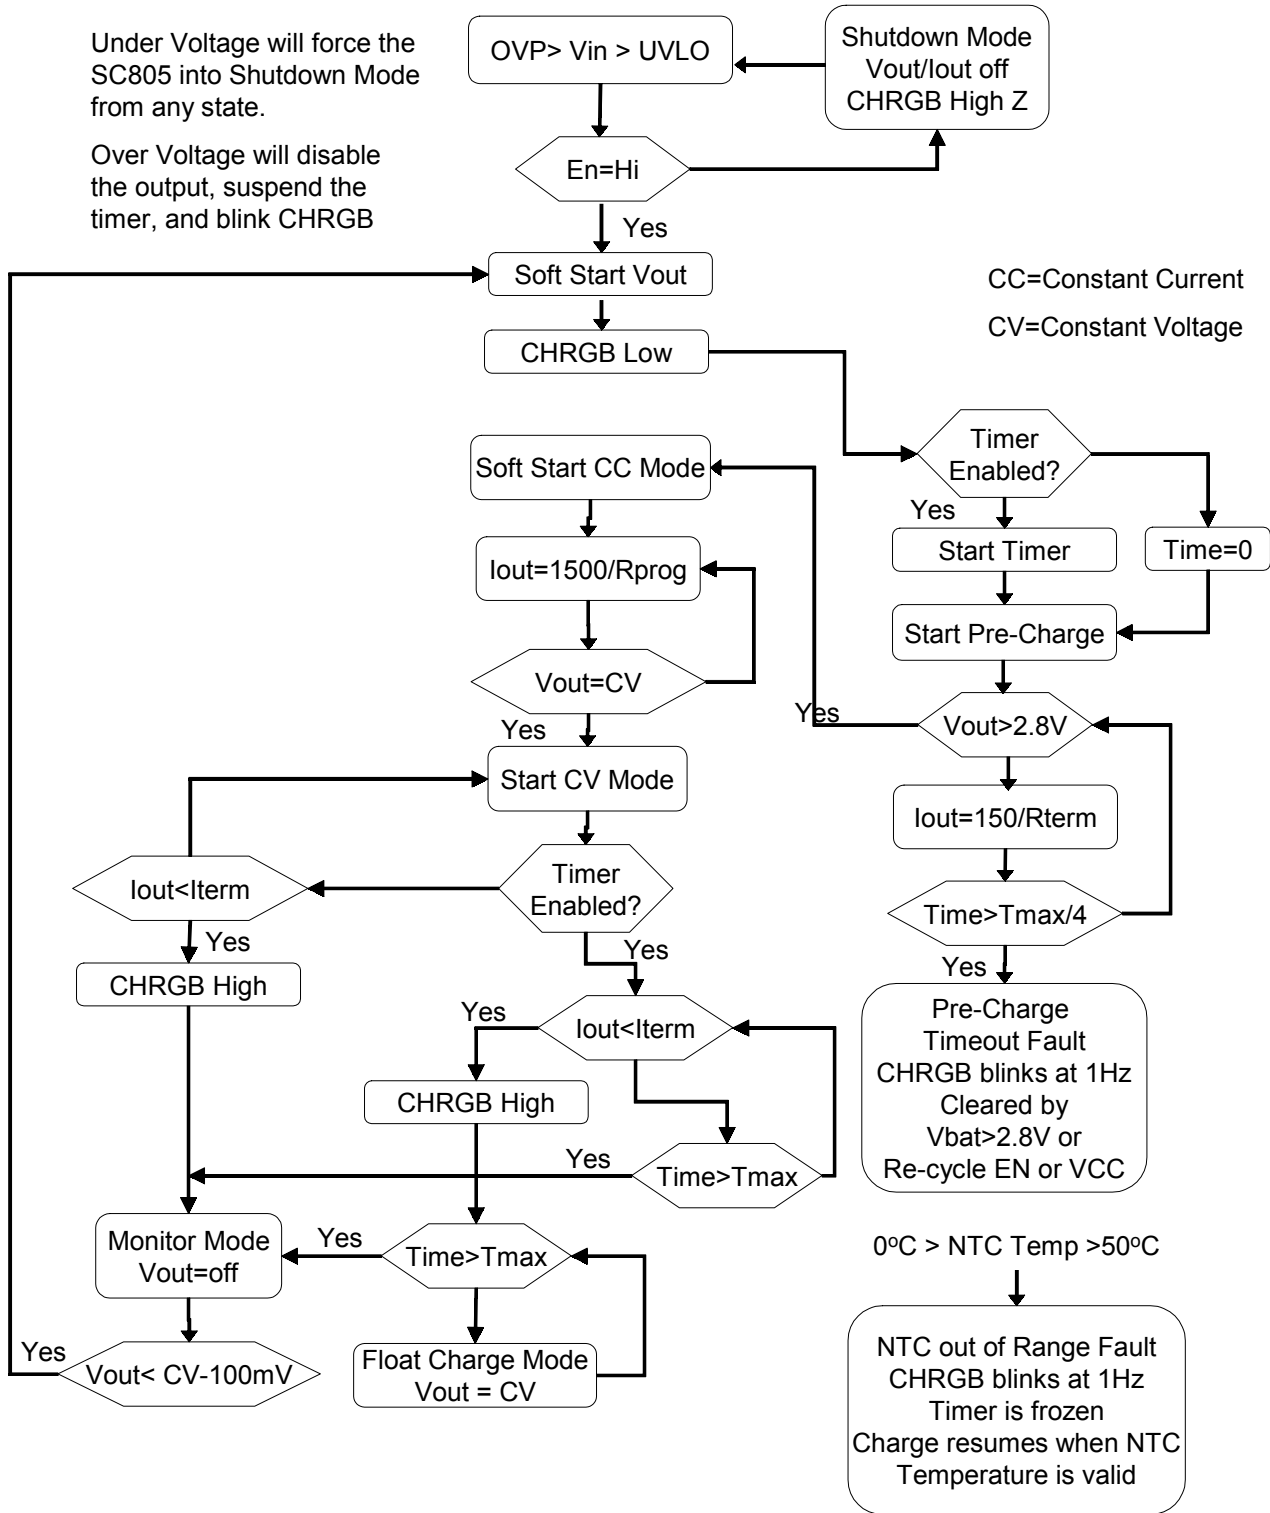 Under Voltage will force the
SC805 into Shutdown Mode
from any state.
Over Voltage will disable
the output, suspend the
timer, and blink CHRGB
OVP> Vin > UVLO
Shutdown Mode
Vout/Iout off
CHRGB High Z
En=Hi
Yes
Soft Start Vout
CHRGB Low
CC=Constant Current
CV=Constant Voltage
Timer
Enabled?
Yes
Start Timer
Time=0
Start Pre-Charge
Vout>2.8V
Yes
Iout=150/Rterm
Time>Tmax/4
Yes
Pre-Charge
Timeout Fault
CHRGB blinks at 1Hz
Cleared by
Vbat>2.8V or
Re-cycle EN or VCC
Soft Start CC Mode
Iout=1500/Rprog
Vout=CV
Yes
Start CV Mode
Timer
Enabled?
Iout<Iterm
Yes
CHRGB High
Yes
Iout<Iterm
Yes
CHRGB High
Time>Tmax
Yes
Monitor Mode
Vout=off
Yes
Time>Tmax
Float Charge Mode
Vout = CV
Vout< CV-100mV
Yes
0ºC > NTC Temp >50ºC
NTC out of Range Fault
CHRGB blinks at 1Hz
Timer is frozen
Charge resumes when NTC
Temperature is valid